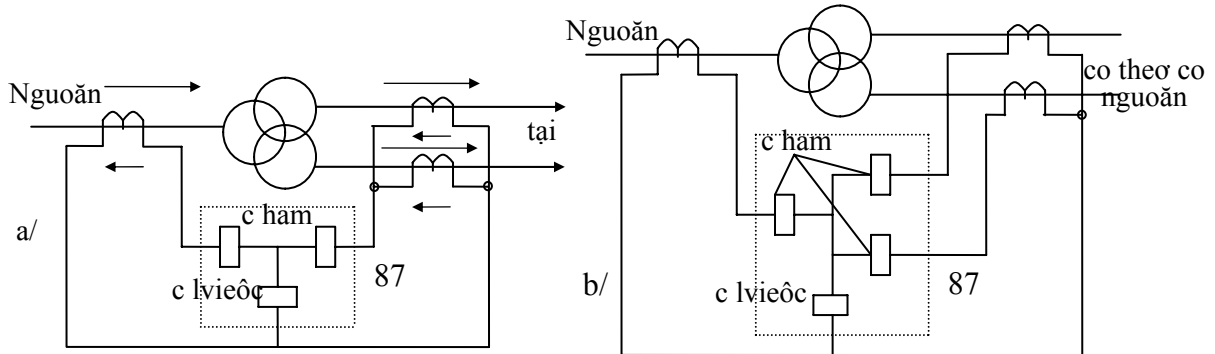 Nguoăn
tại
c ham
a/
87
c lvieôc
Nguoăn
co theơ co
nguoăn
c ham
b/
87
c lvieôc